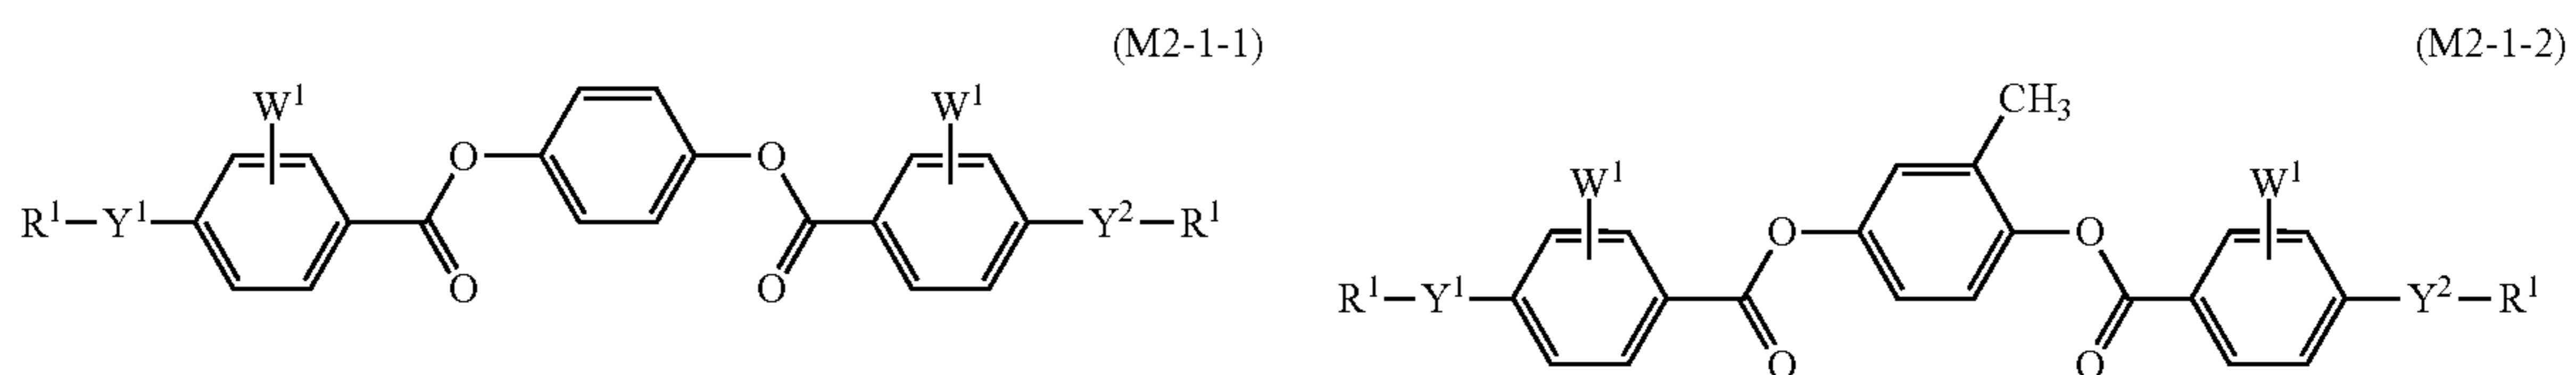 (M2-1-1)
W¹ W¹
O O
R¹ Y¹ Y² R¹
O O
(M2-1-2)
CH₃
W¹ W¹
O O
R¹ Y¹ Y² R¹
O O